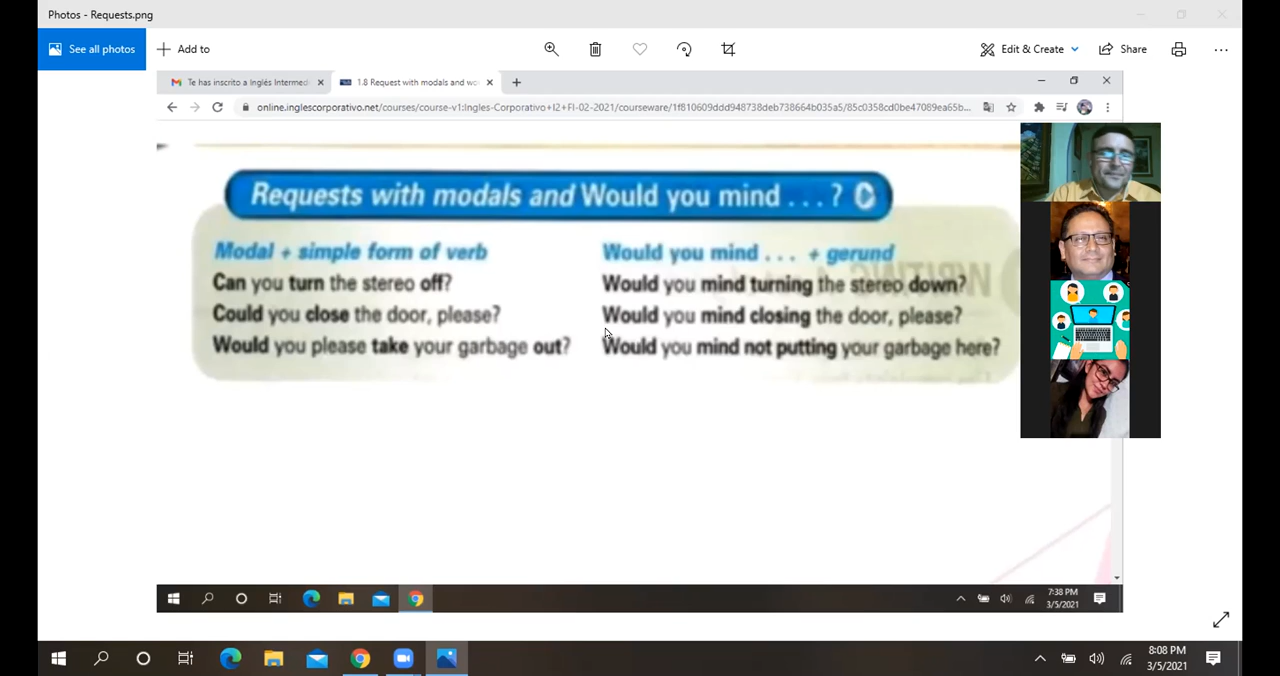 Photos - Requests.png
See all photos
Add to
Edit & Create
Share
Te has inscrito a Inglés Intermed
1.8 Request with modals and wo
online.inglescorporativo.net/courses/course-v1:Ingles-Corporativo+I2+FI-02-2021/courseware/1f810609ddd948738deb738664b035a5/85c0358cd0be47089ea65b...
Requests with modals and Would you mind . . . ?
Modal + simple form of verb
Would you mind . . . + gerund
Can you turn the stereo off?
Would you mind turning the stereo down?
Could you close the door, please?
Would you mind closing the door, please?
Would you please take your garbage out?
Would you mind not putting your garbage here?
7:38 PM
3/5/2021
8:08 PM
3/5/2021